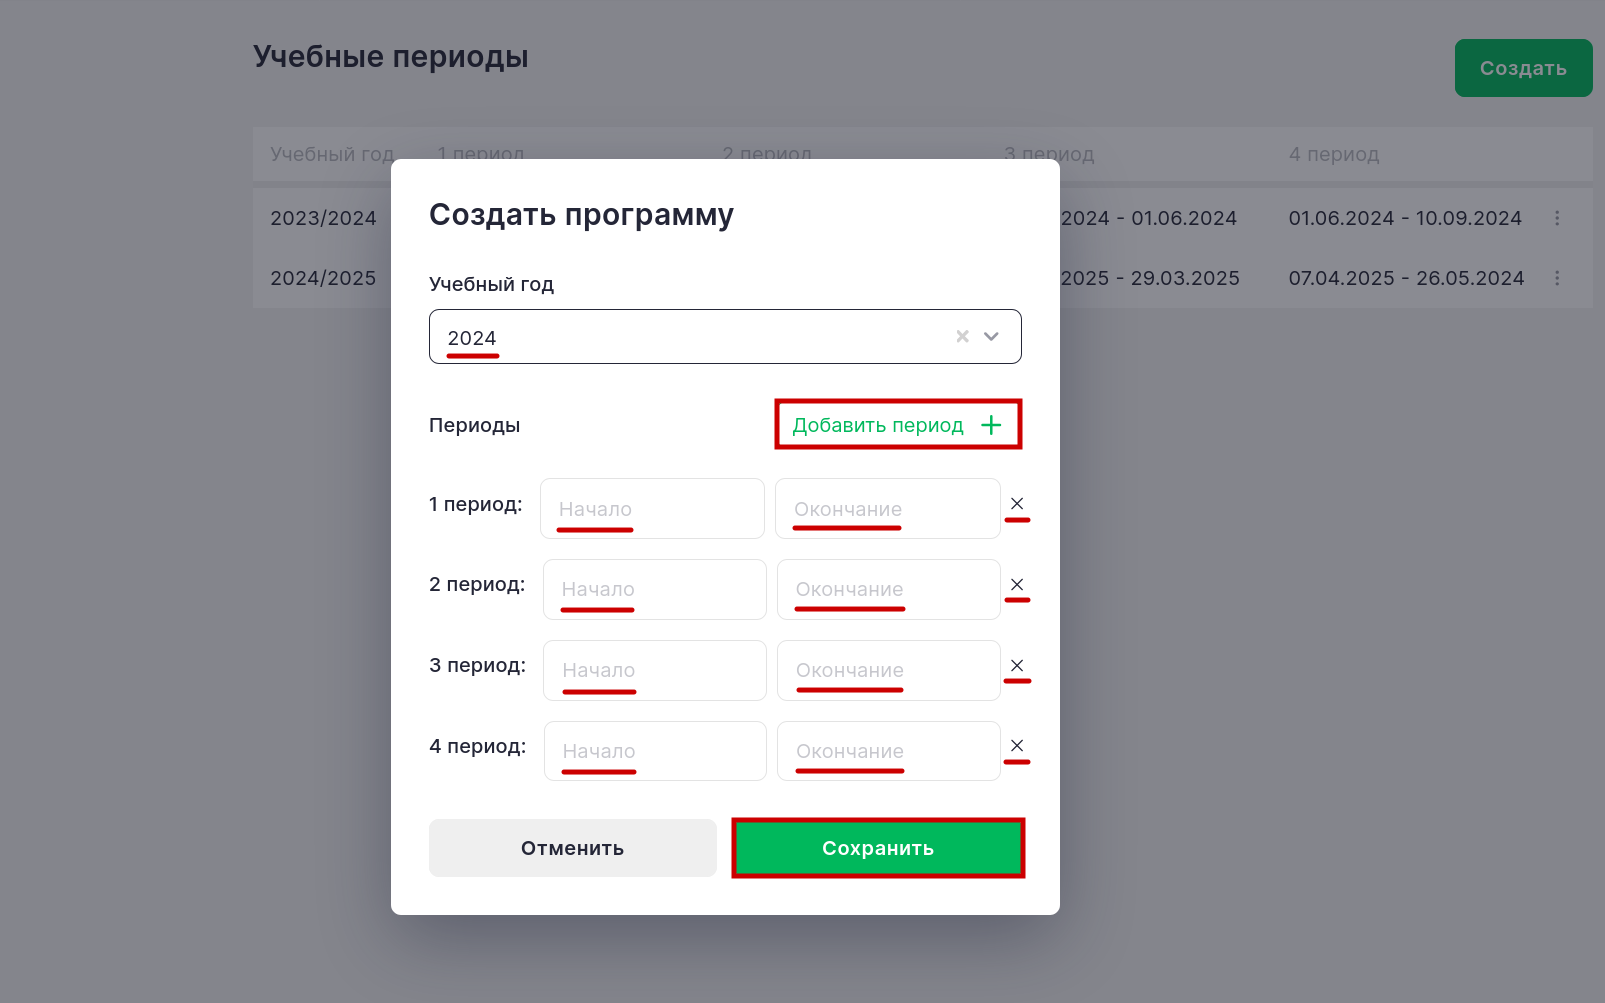 Учебные периоды
Создать
Учебный год 1 период 2 период 3 период 4 период
2023/2024 2024 - 01.06.2024 01.06.2024 - 10.09.2024
2024/2025 2025 - 29.03.2025 07.04.2025 - 26.05.2024
Создать программу
Учебный год
2024
Периоды Добавить период
1 период: Начало Окончание
2 период: Начало Окончание
3 период: Начало Окончание
4 период: Начало Окончание
Отменить Сохранить